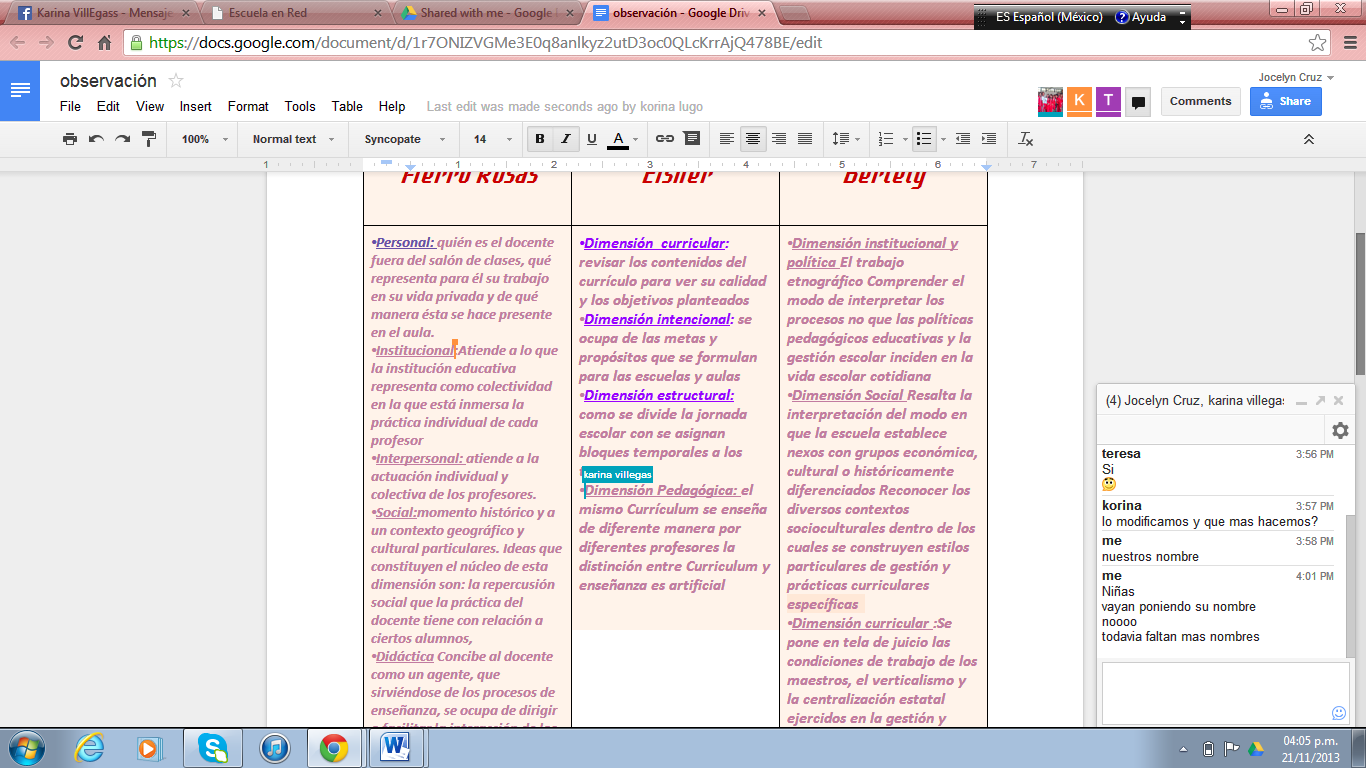 Karina VillEgass - Mensaje
Escuela en Red
Shared with me - Google
observación - Google Driv
ES Español (México) Ayuda
https://docs.google.com/document/d/1r7ONIZVGMe3E0q8anlkyz2utD3oc0QLcKrrAjQ478BE/edit
observación
Jocelyn Cruz
File Edit View Insert Format Tools Table Help Last edit was made seconds ago by korina lugo
K T Comments Share
100% Normal text Syncopate 14 B I U A
1 1 2 3 4 5 6 7
Fierro Rosas
Eisner
Bertely
•Personal: quién es el docente
fuera del salón de clases, qué
representa para él su trabajo
en su vida privada y de qué
manera ésta se hace presente
en el aula.
•Institucional:Atiende a lo que
la institución educativa
representa como colectividad
en la que está inmersa la
práctica individual de cada
profesor
•Interpersonal: atiende a la
actuación individual y
colectiva de los profesores.
•Social:momento histórico y a
un contexto geográfico y
cultural particulares. Ideas que
constituyen el núcleo de esta
dimensión son: la repercusión
social que la práctica del
docente tiene con relación a
ciertos alumnos,
•Didáctica Concibe al docente
como un agente, que
sirviéndose de los procesos de
enseñanza, se ocupa de dirigir
•Dimensión curricular:
revisar los contenidos del
currículo para ver su calidad
y los objetivos planteados
•Dimensión intencional: se
ocupa de las metas y
propósitos que se formulan
para las escuelas y aulas
•Dimensión estructural:
como se divide la jornada
escolar con se asignan
bloques temporales a los
karina villegas
•Dimensión Pedagógica: el
mismo Currículum se enseña
de diferente manera por
diferentes profesores la
distinción entre Curriculum y
enseñanza es artificial
•Dimensión institucional y
política El trabajo
etnográfico Comprender el
modo de interpretar los
procesos no que las políticas
pedagógicos educativas y la
gestión escolar inciden en la
vida escolar cotidiana
•Dimensión Social Resalta la
interpretación del modo en
que la escuela establece
nexos con grupos económica,
cultural o históricamente
diferenciados Reconocer los
diversos contextos
socioculturales dentro de los
cuales se construyen estilos
particulares de gestión y
prácticas curriculares
específicas
•Dimensión curricular :Se
pone en tela de juicio las
condiciones de trabajo de los
maestros, el verticalismo y
la centralización estatal
ejercidos en la gestión y
(4) Jocelyn Cruz, karina villegas
teresa 3:56 PM
Si
korina 3:57 PM
lo modificamos y que mas hacemos?
me 3:58 PM
nuestros nombre
me 4:01 PM
Niñas
vayan poniendo su nombre
noooo
todavia faltan mas nombres
04:05 p.m.
21/11/2013